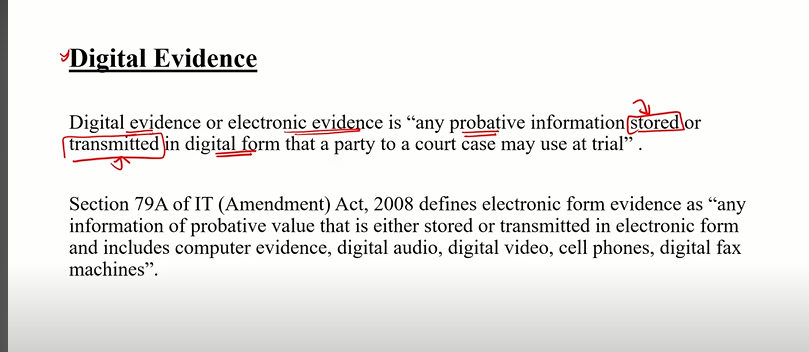 Digital Evidence
Digital evidence or electronic evidence is “any probative information stored or
transmitted in digital form that a party to a court case may use at trial” .
Section 79A of IT (Amendment) Act, 2008 defines electronic form evidence as “any
information of probative value that is either stored or transmitted in electronic form
and includes computer evidence, digital audio, digital video, cell phones, digital fax
machines”.